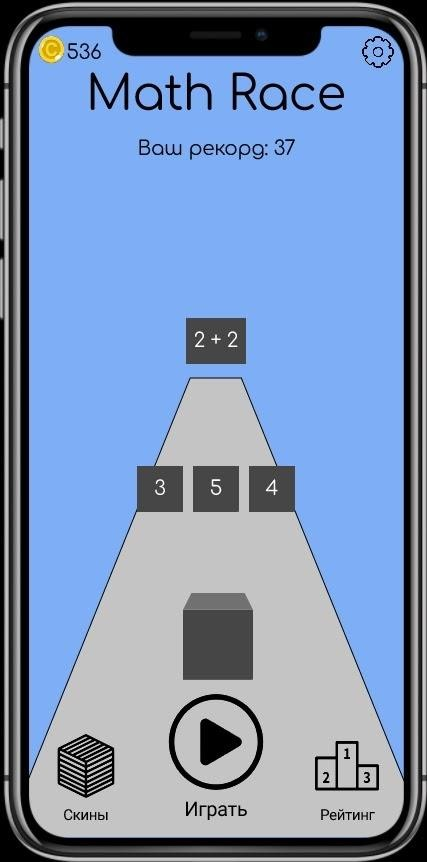 536
Math Race
Ваш рекорд: 37
2 + 2
3 5 4
Играть
Скины
1
2 3
Рейтинг